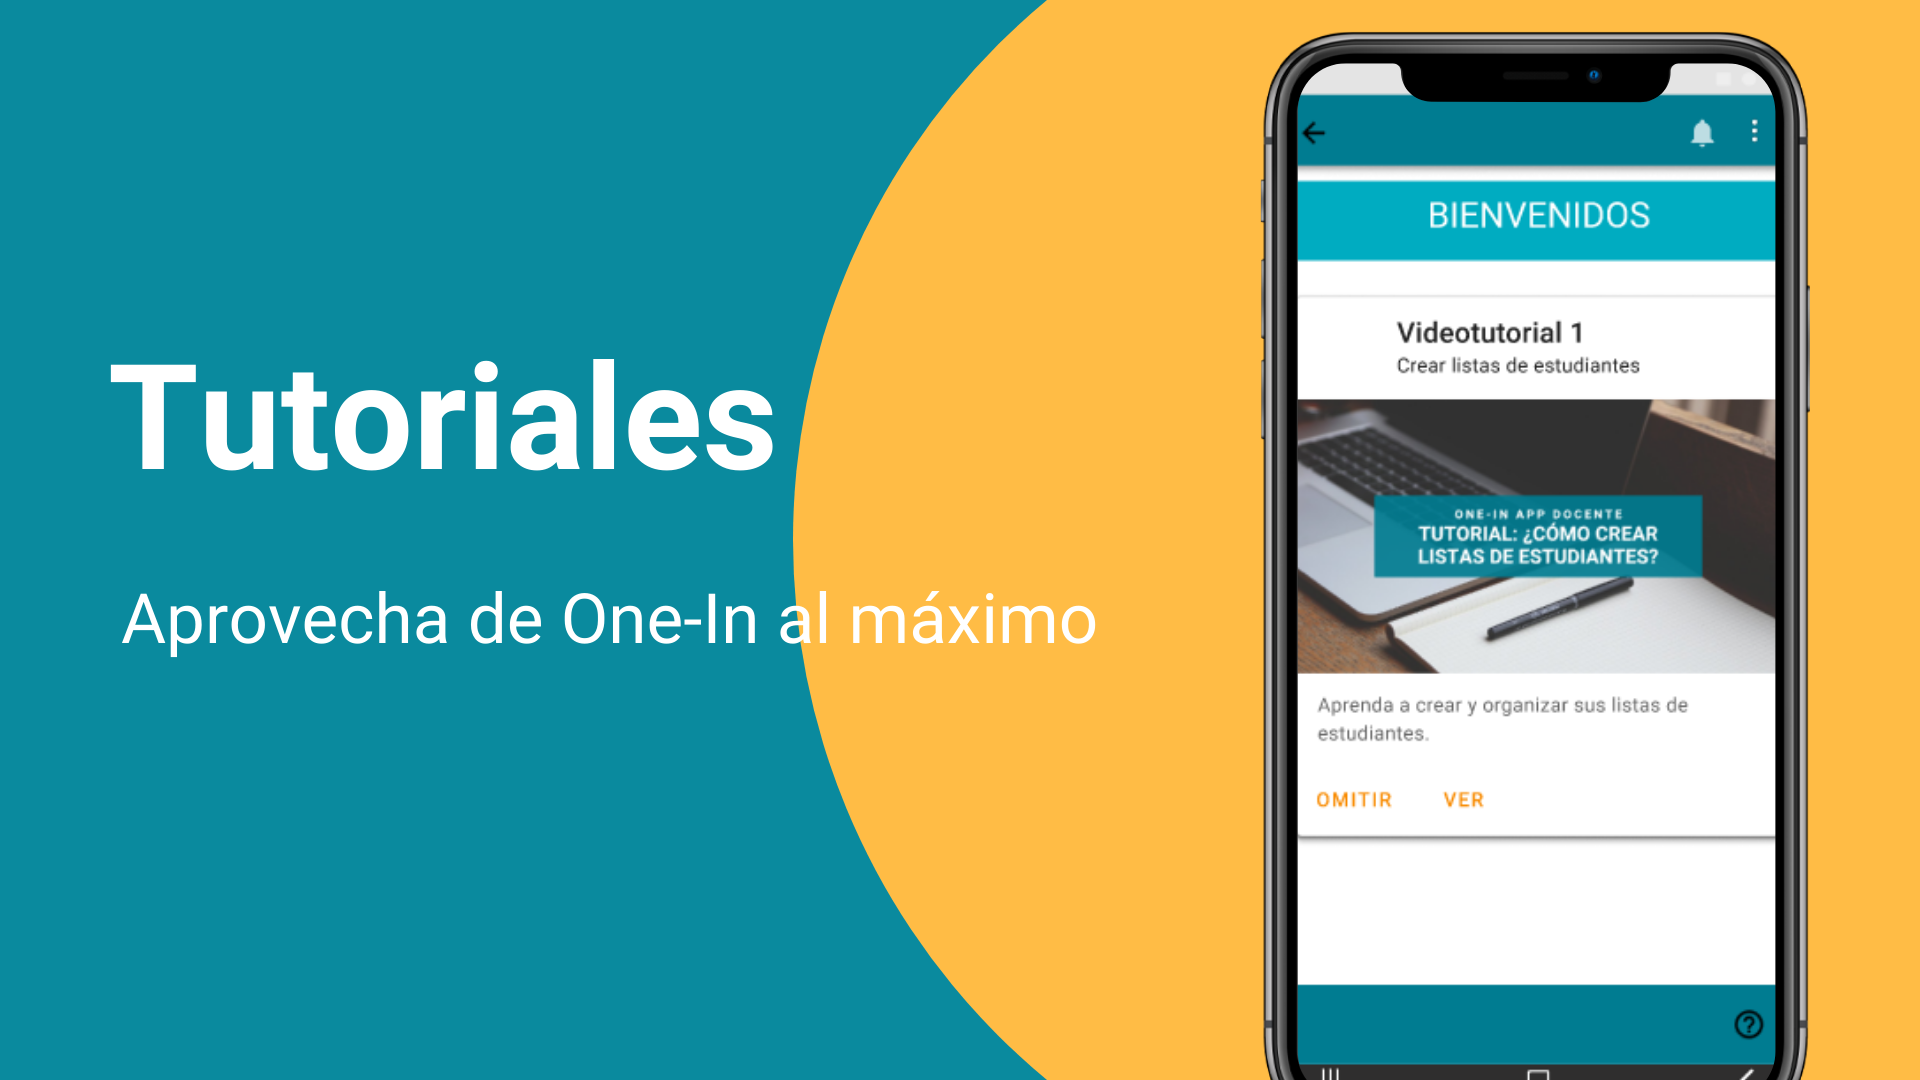 Tutoriales
Aprovecha de One-In al máximo
BIENVENIDOS
Videotutorial 1
Crear listas de estudiantes
ONE-IN APP DOCENTE
TUTORIAL: ¿CÓMO CREAR
LISTAS DE ESTUDIANTES?
Aprenda a crear y organizar sus listas de
estudiantes.
OMITIR VER